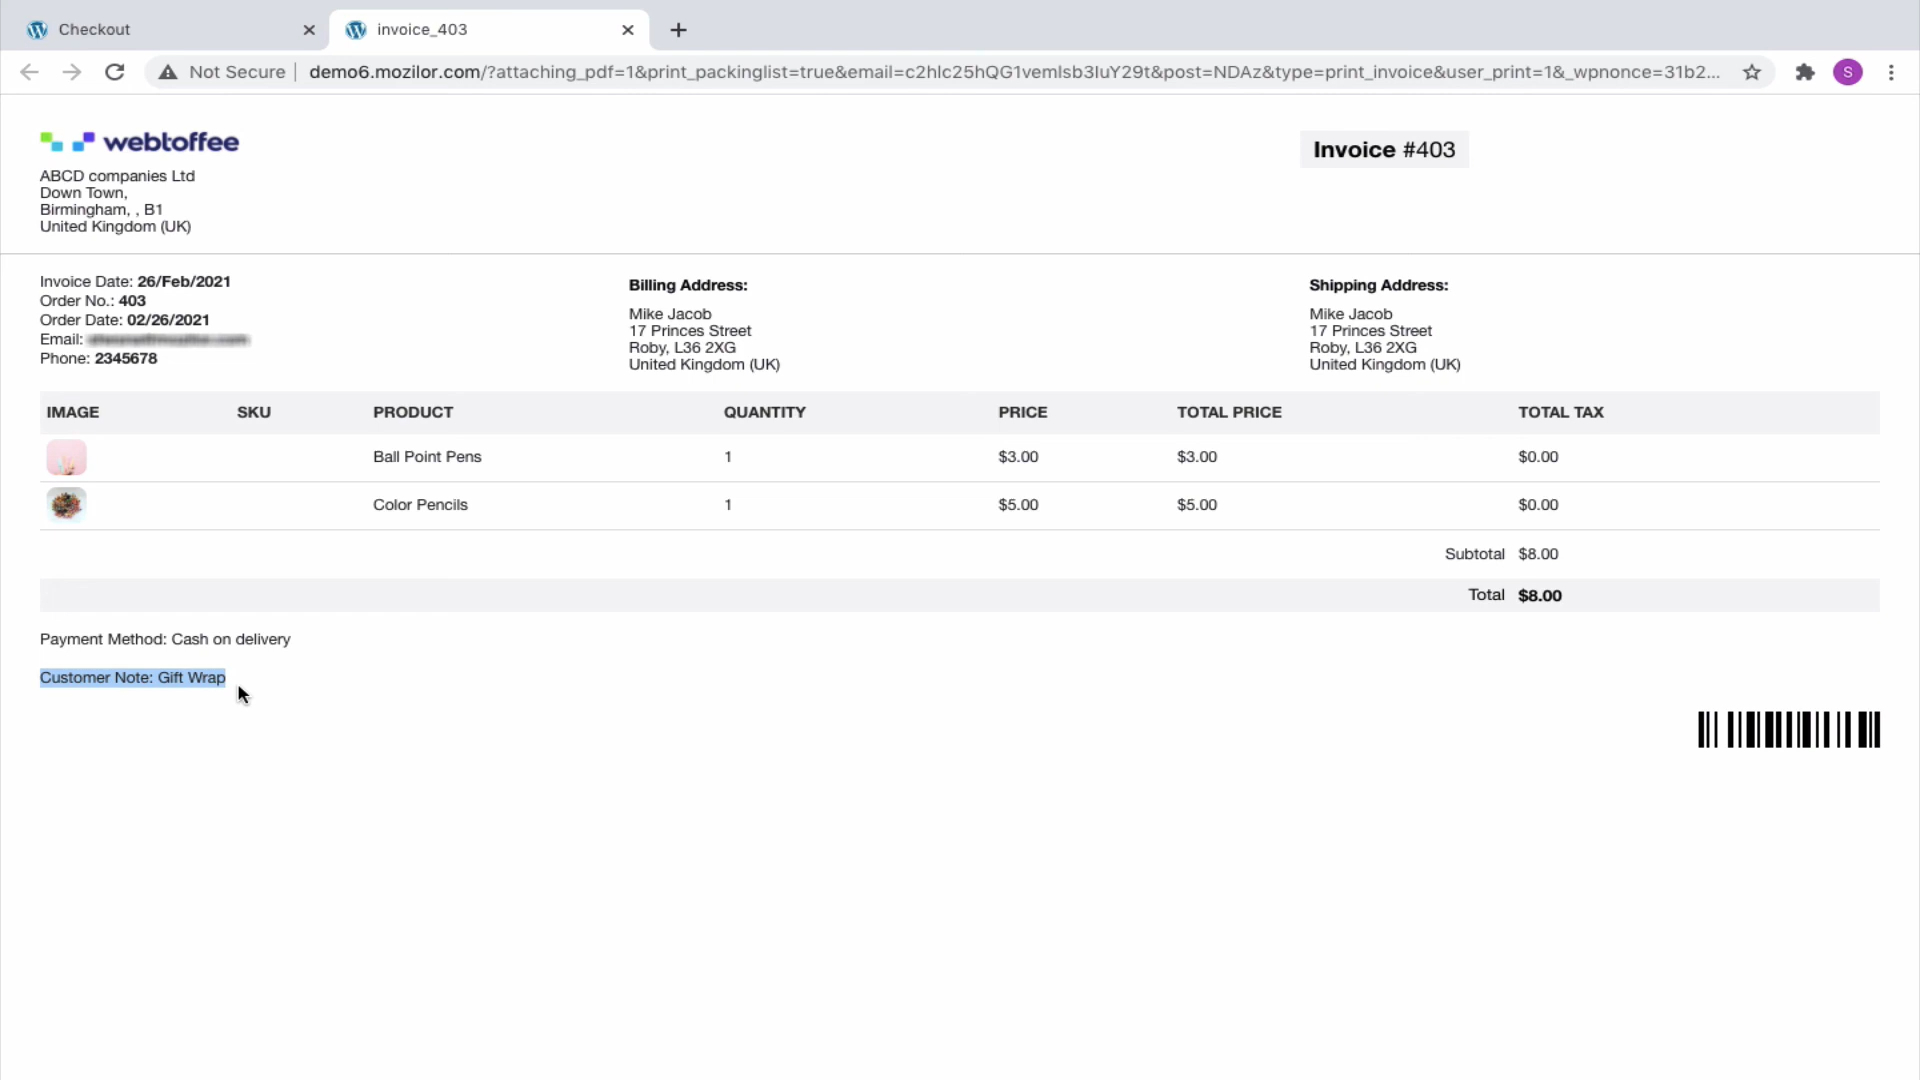 Checkout
invoice_403
Not Secure
demo6.mozilor.com/?attaching_pdf=1&print_packinglist=true&email=c2hlc25hQG1vemlsb3IuY29t&post=NDAz&type=print_invoice&user_print=1&_wpnonce=31b2...
S
webtoffee
Invoice #403
ABCD companies Ltd
Down Town,
Birmingham, , B1
United Kingdom (UK)
Invoice Date: 26/Feb/2021
Order No.: 403
Order Date: 02/26/2021
Email:
Phone: 2345678
Billing Address:
Mike Jacob
17 Princes Street
Roby, L36 2XG
United Kingdom (UK)
Shipping Address:
Mike Jacob
17 Princes Street
Roby, L36 2XG
United Kingdom (UK)
IMAGE SKU PRODUCT QUANTITY PRICE TOTAL PRICE TOTAL TAX
Ball Point Pens 1 $3.00 $3.00 $0.00
Color Pencils 1 $5.00 $5.00 $0.00
Subtotal $8.00
Total $8.00
Payment Method: Cash on delivery
Customer Note: Gift Wrap